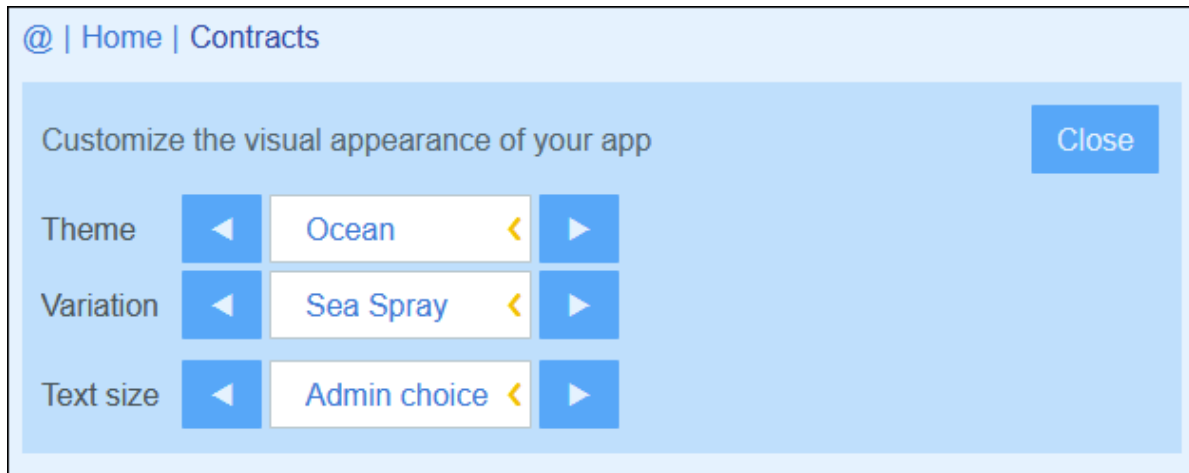 @ | Home | Contracts
Customize the visual appearance of your app Close
Theme ◀ Ocean ‹ ▶
Variation ◀ Sea Spray ‹ ▶
Text size ◀ Admin choice ‹ ▶